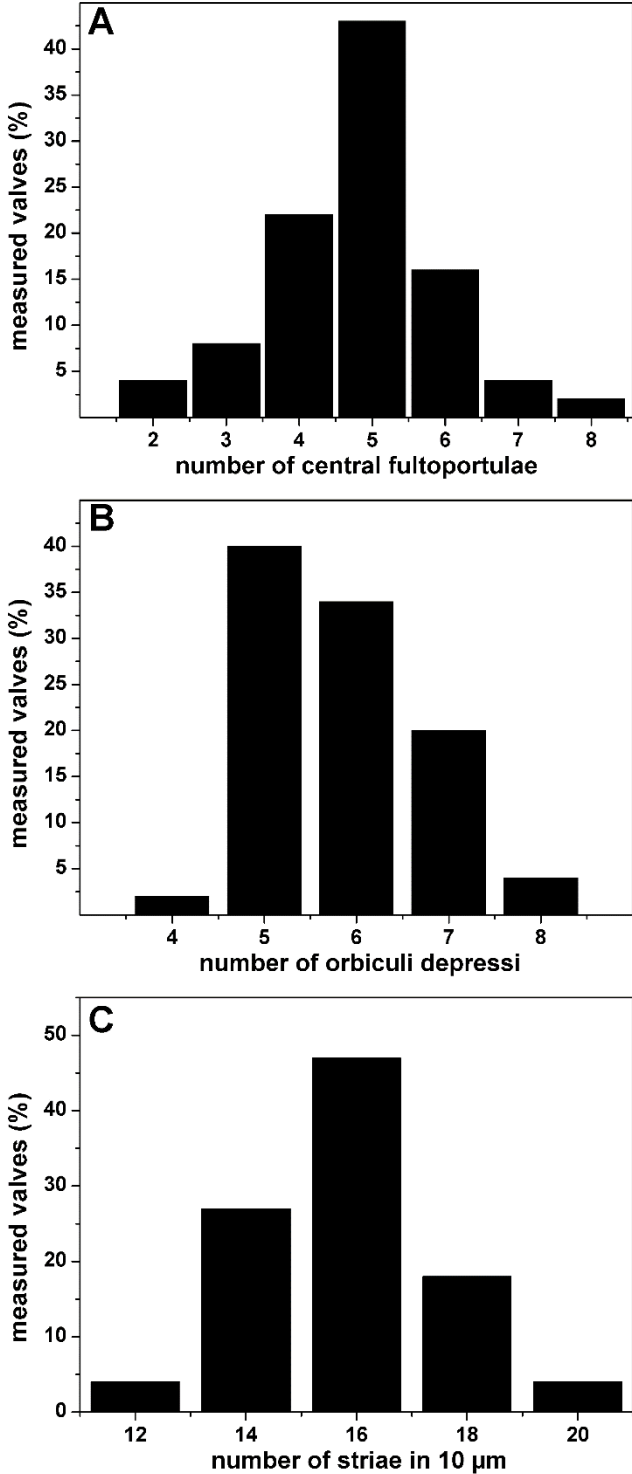 A
measured valves (%)
40
35
30
25
20
15
10
5
2 3 4 5 6 7 8
number of central fultoportulae
B
measured valves (%)
40
35
30
25
20
15
10
5
4 5 6 7 8
number of orbiculi depressi
C
measured valves (%)
50
40
30
20
10
0
12 14 16 18 20
number of striae in 10 µm